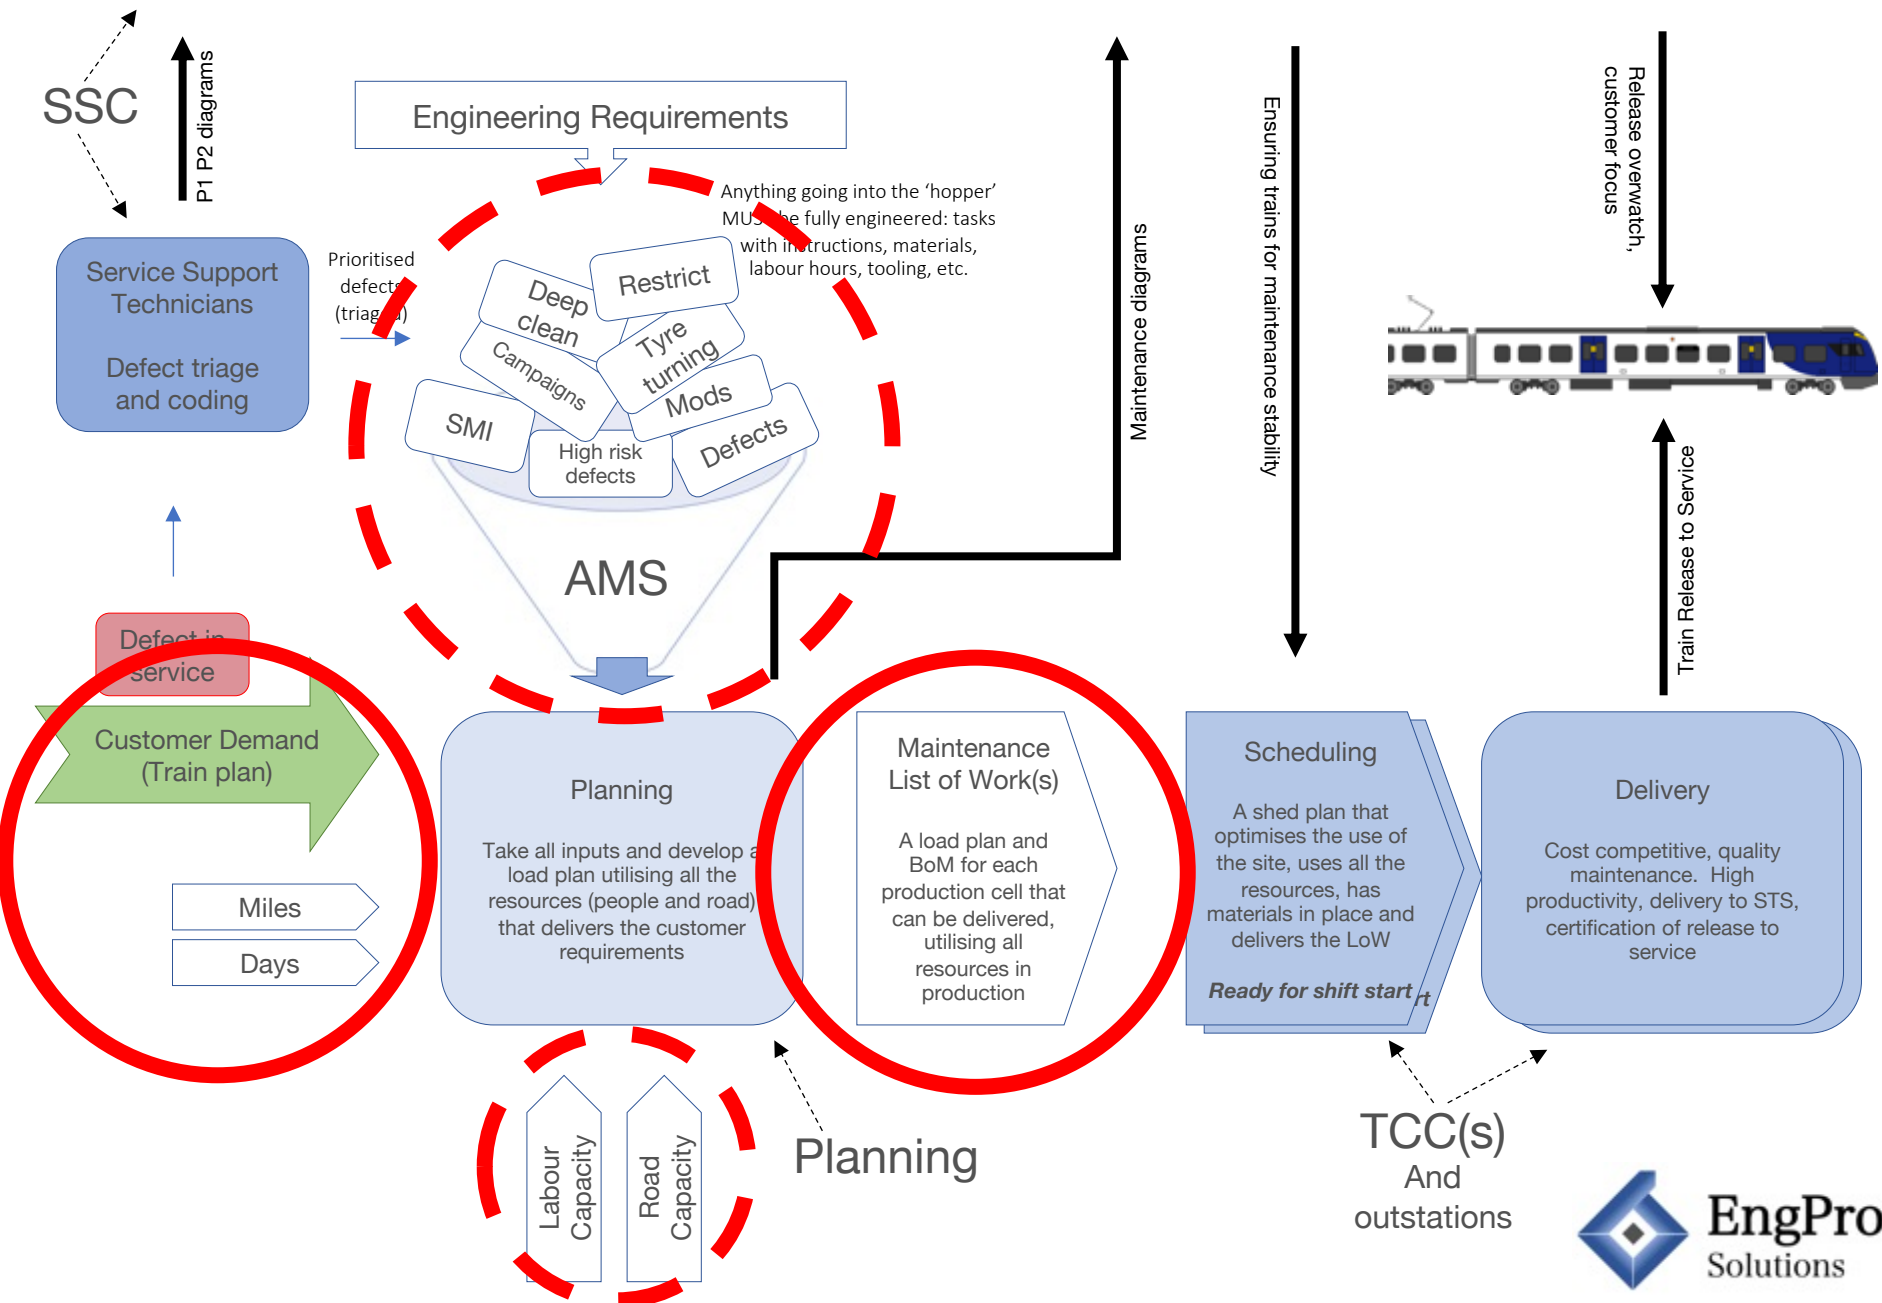 SSC
P1 P2 diagrams
Engineering Requirements
Anything going into the ‘hopper’
MUST be fully engineered: tasks
with instructions, materials,
labour hours, tooling, etc.
Service Support
Technicians
Defect triage
and coding
Prioritised
defects
(triaged)
Deep
clean
Restrict
Campaigns
Tyre
turning
SMI
Mods
High risk
defects
Defects
AMS
Maintenance diagrams
Ensuring trains for maintenance stability
Release overwatch,
customer focus
Train Release to Service
Defect in
service
Customer Demand
(Train plan)
Miles
Days
Planning
Take all inputs and develop a
load plan utilising all the
resources (people and road)
that delivers the customer
requirements
Maintenance
List of Work(s)
A load plan and
BoM for each
production cell that
can be delivered,
utilising all
resources in
production
Scheduling
A shed plan that
optimises the use of
the site, uses all the
resources, has
materials in place and
delivers the LoW
Ready for shift start
rt
Delivery
Cost competitive, quality
maintenance. High
productivity, delivery to STS,
certification of release to
service
Labour
Capacity
Road
Capacity
Planning
TCC(s)
And
outstations
EngPro
Solutions